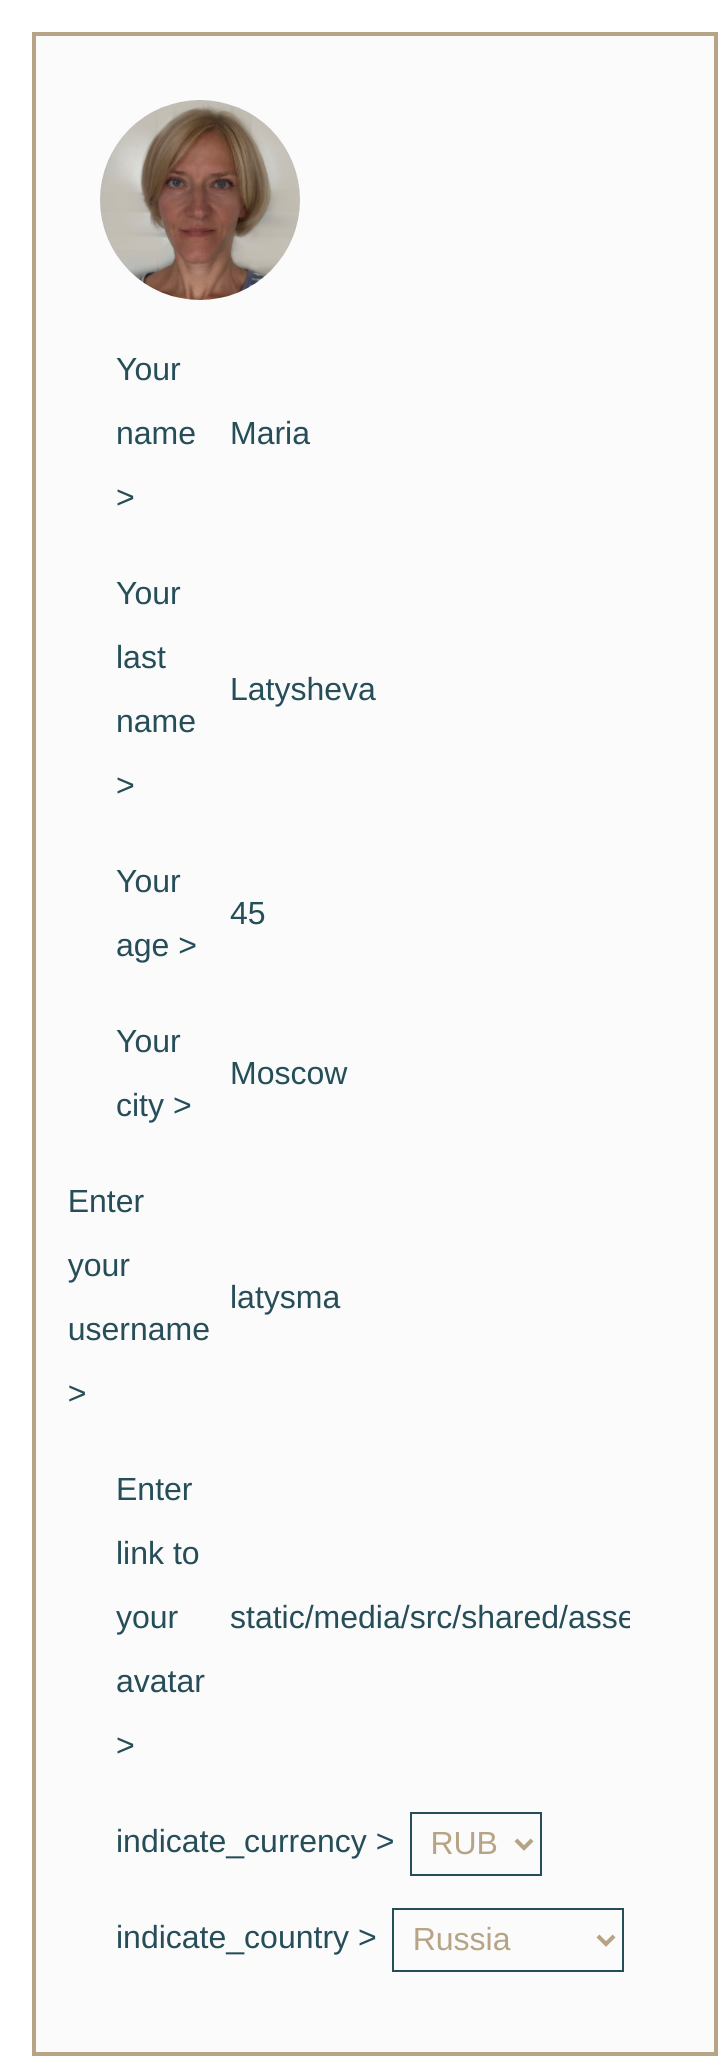 Your
name
>
Maria
Your
last
name
>
Latysheva
Your
age >
45
Your
city >
Moscow
Enter
your
username
>
latysma
Enter
link to
your
avatar
>
static/media/src/shared/asse
indicate_currency >
RUB
indicate_country >
Russia